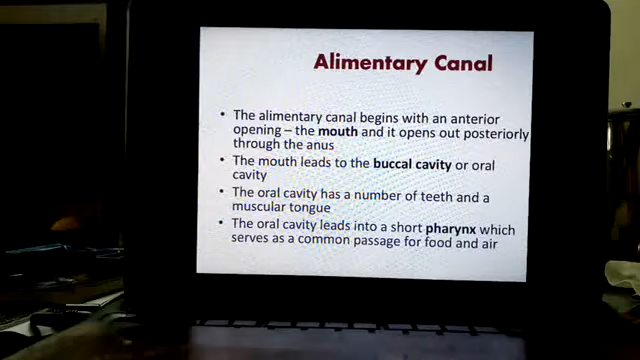 Alimentary Canal
• The alimentary canal begins with an anterior
opening – the mouth and it opens out posteriorly
through the anus
• The mouth leads to the buccal cavity or oral
cavity
• The oral cavity has a number of teeth and a
muscular tongue
• The oral cavity leads into a short pharynx which
serves as a common passage for food and air